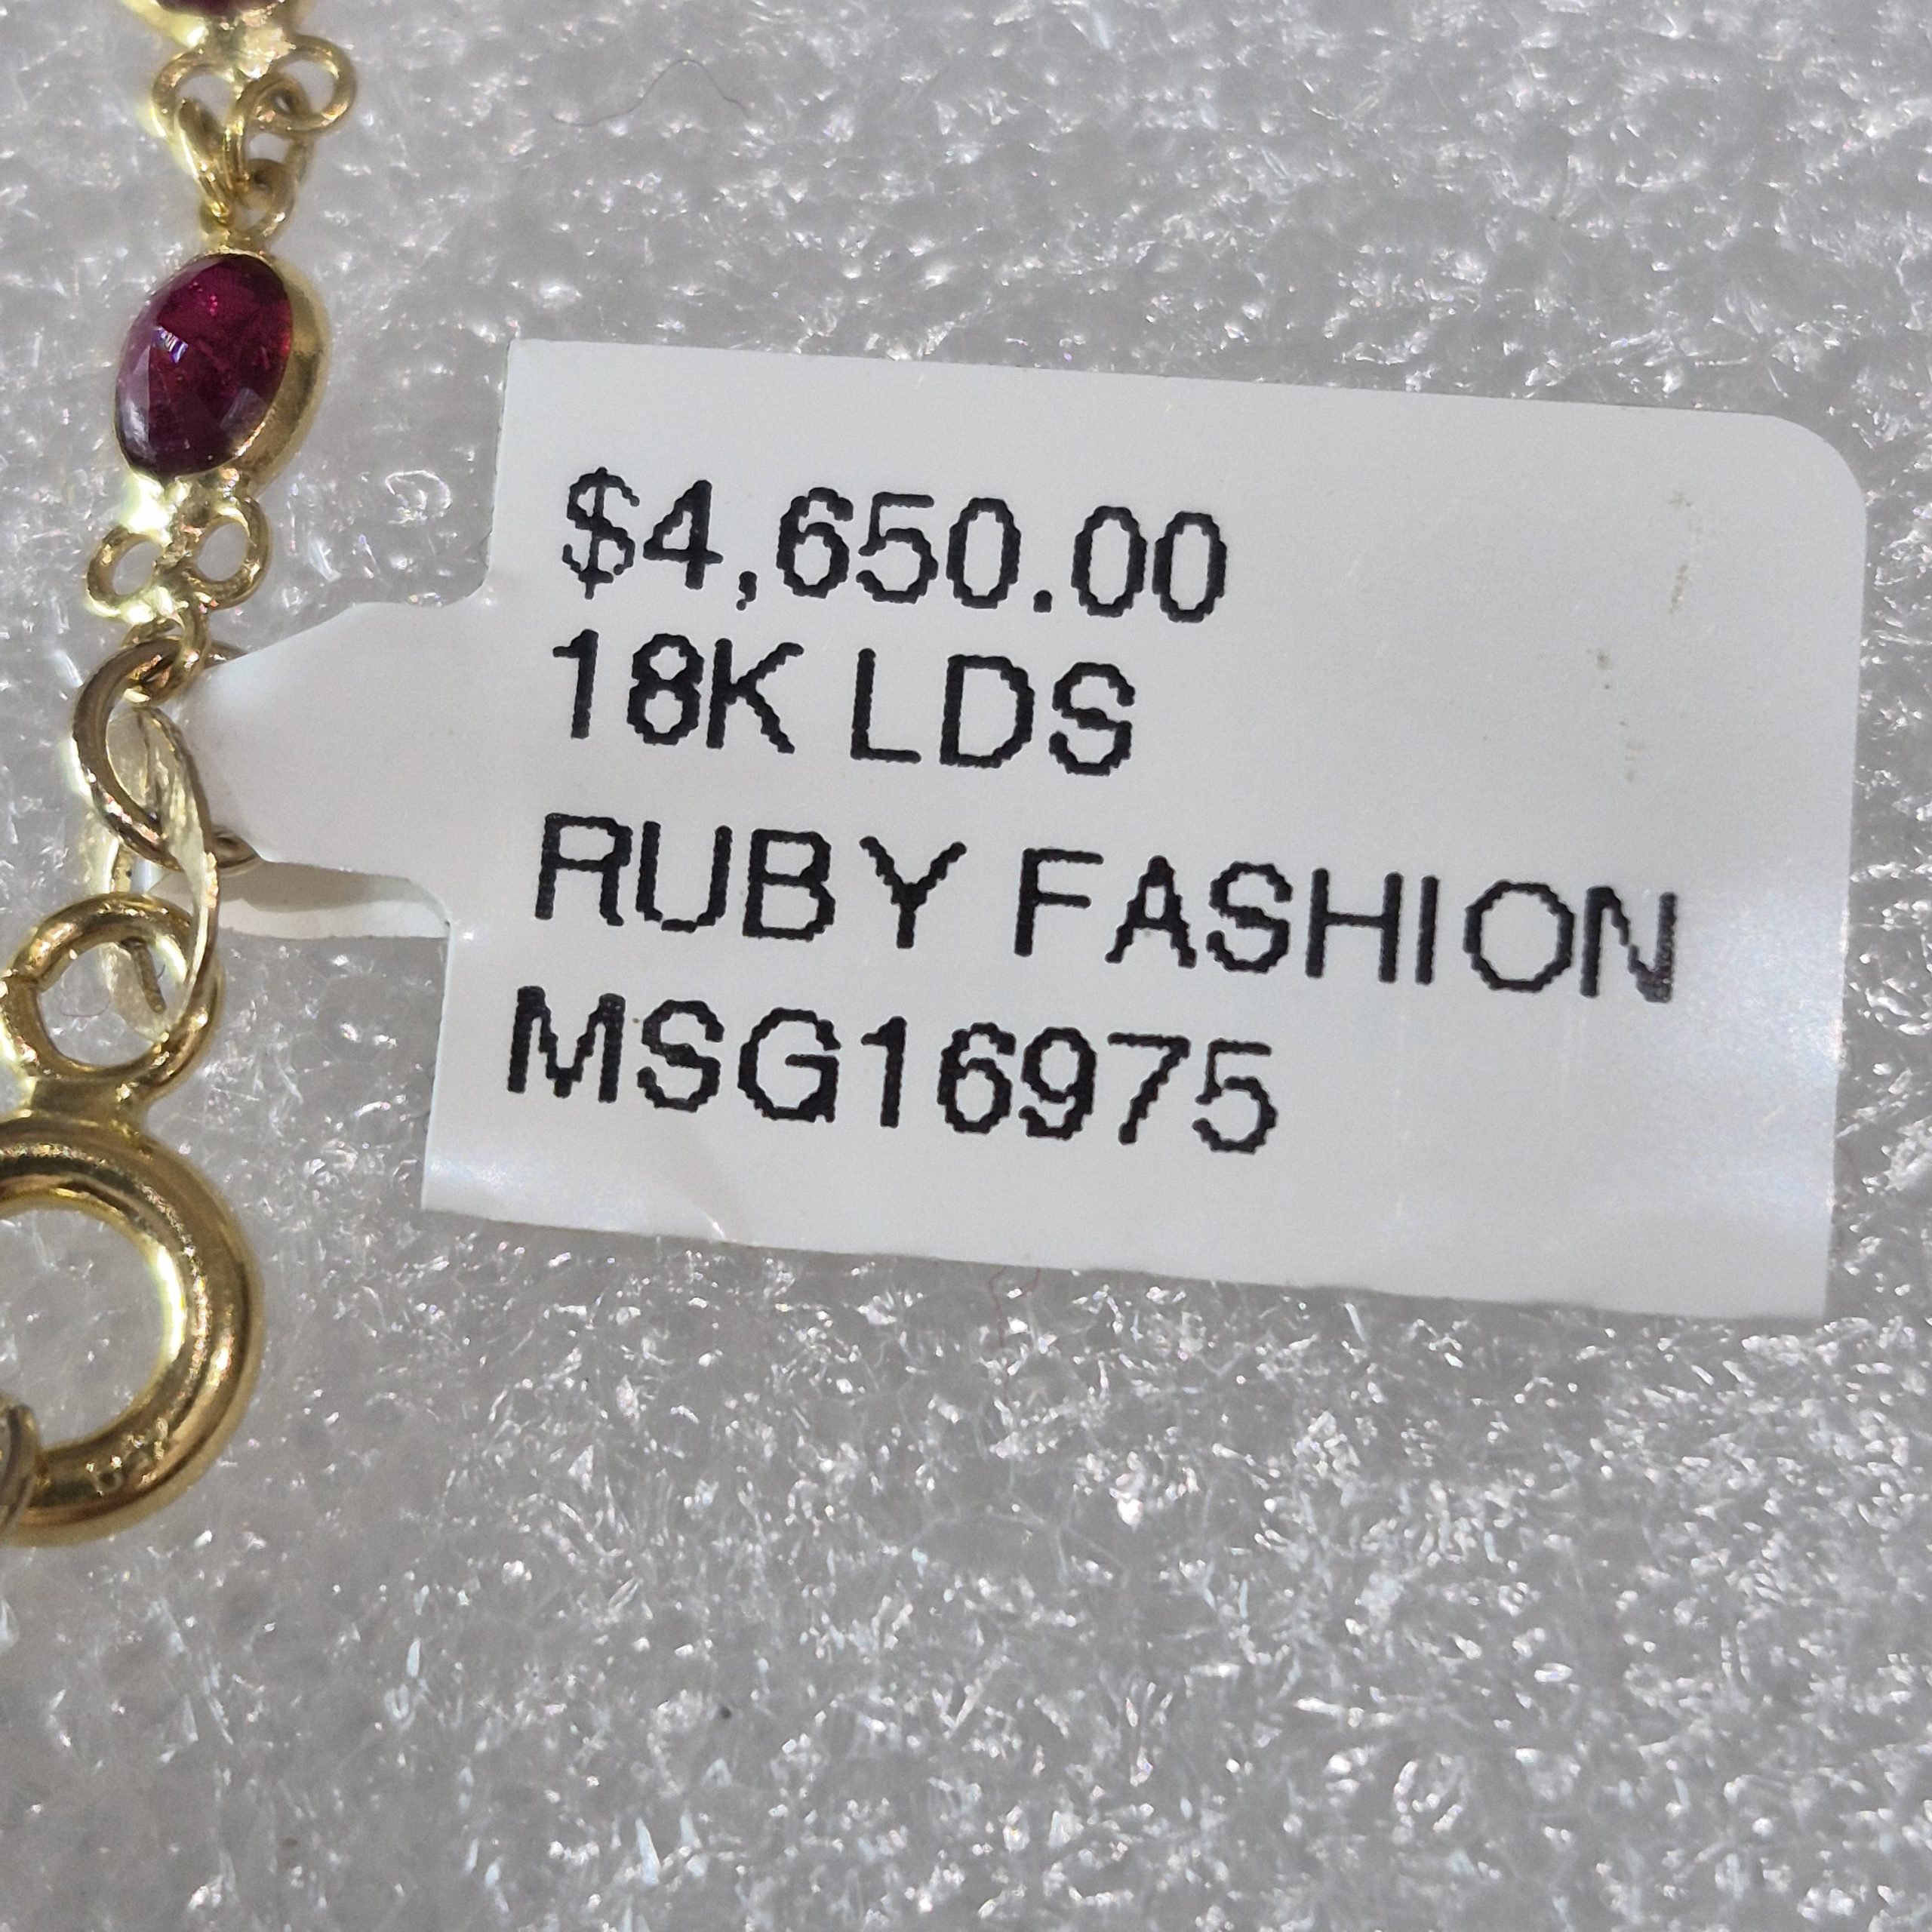 $4,650.00
18K LDS
RUBY FASHION
MSG16975